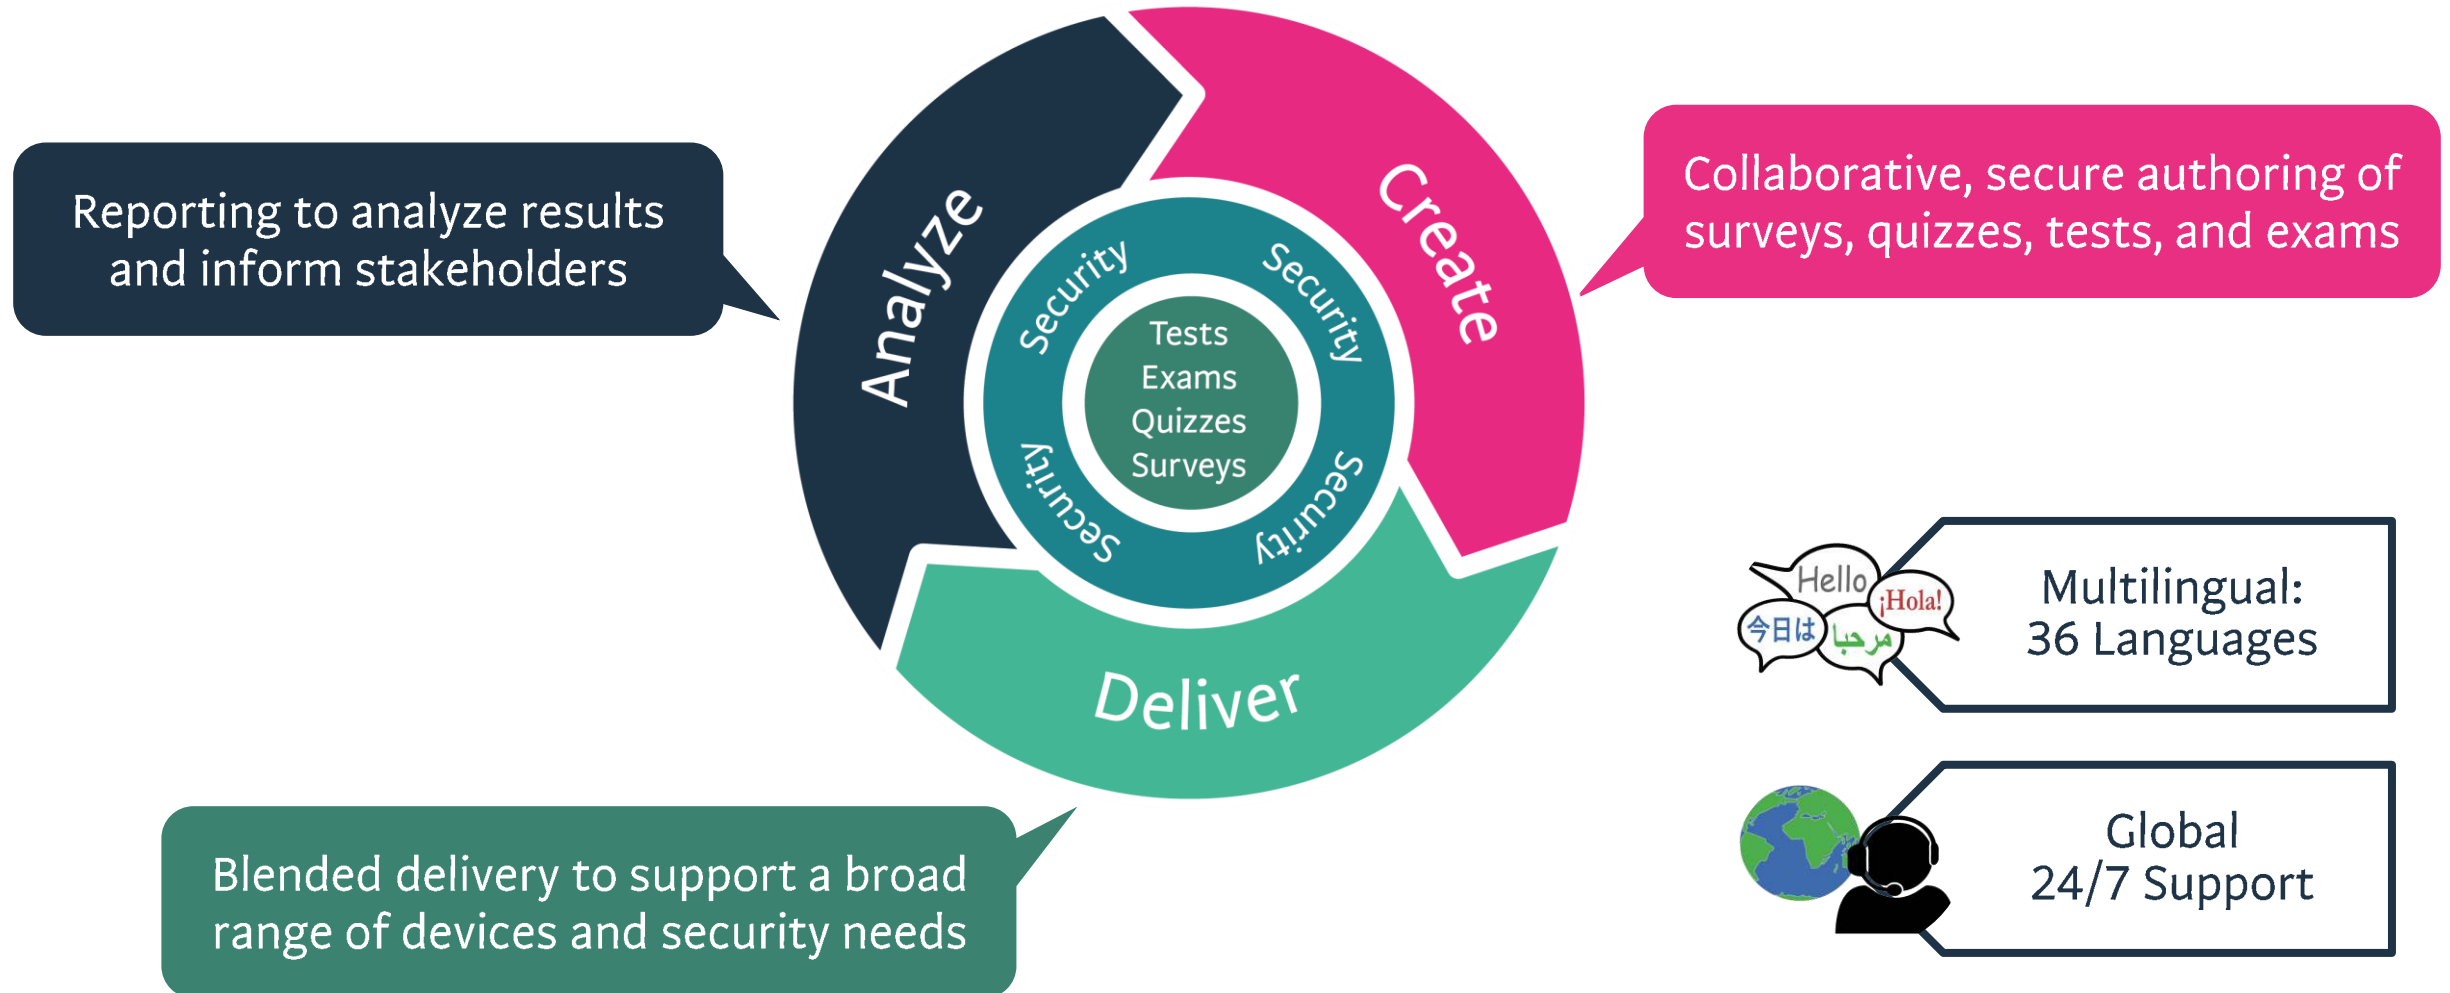 Reporting to analyze results
and inform stakeholders
Analyze
Create
Collaborative, secure authoring of
surveys, quizzes, tests, and exams
Security
Security
Security
Security
Tests
Exams
Quizzes
Surveys
Deliver
Blended delivery to support a broad
range of devices and security needs
Hello
¡Hola!
今日は
مرحبا
Multilingual:
36 Languages
Global
24/7 Support